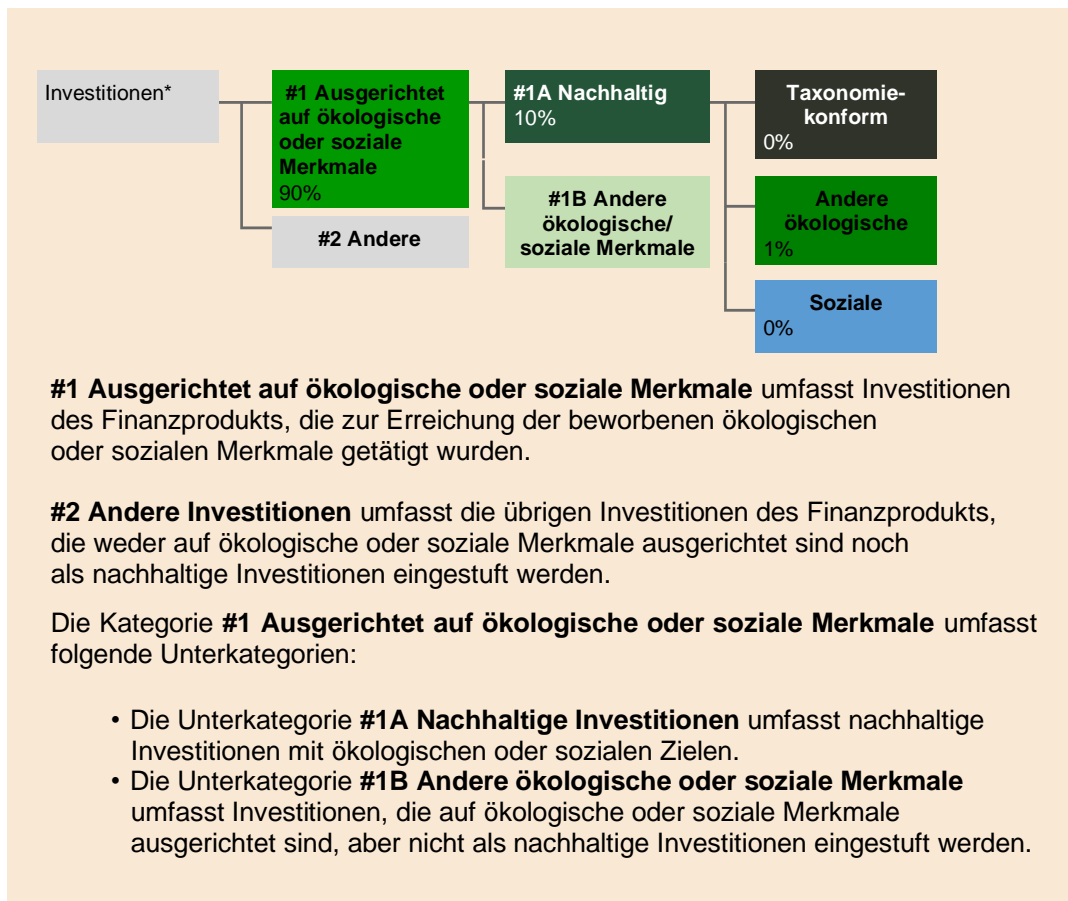 Investitionen*
#1 Ausgerichtet
auf ökologische
oder soziale
Merkmale
90%
#2 Andere
#1A Nachhaltig
10%
#1B Andere
ökologische/
soziale Merkmale
Taxonomie-
konform
0%
Andere
ökologische
1%
Soziale
0%
#1 Ausgerichtet auf ökologische oder soziale Merkmale umfasst Investitionen
des Finanzprodukts, die zur Erreichung der beworbenen ökologischen
oder sozialen Merkmale getätigt wurden.
#2 Andere Investitionen umfasst die übrigen Investitionen des Finanzprodukts,
die weder auf ökologische oder soziale Merkmale ausgerichtet sind noch
als nachhaltige Investitionen eingestuft werden.
Die Kategorie #1 Ausgerichtet auf ökologische oder soziale Merkmale umfasst
folgende Unterkategorien:
• Die Unterkategorie #1A Nachhaltige Investitionen umfasst nachhaltige
Investitionen mit ökologischen oder sozialen Zielen.
• Die Unterkategorie #1B Andere ökologische oder soziale Merkmale
umfasst Investitionen, die auf ökologische oder soziale Merkmale
ausgerichtet sind, aber nicht als nachhaltige Investitionen eingestuft werden.